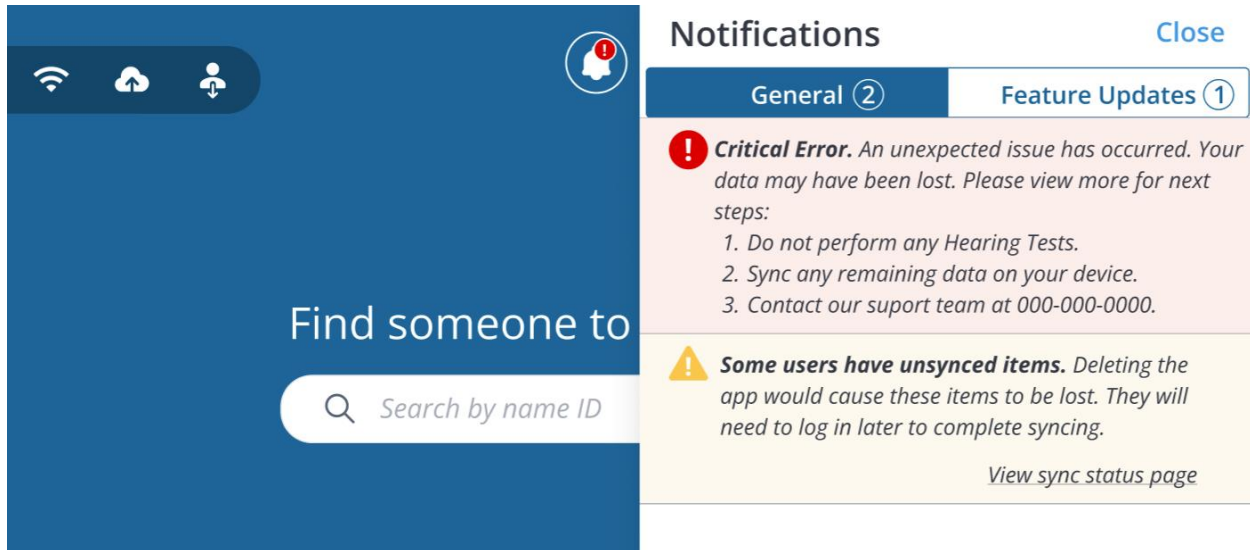 Notifications
Close
General 2
Feature Updates 1
Critical Error. An unexpected issue has occurred. Your
data may have been lost. Please view more for next
steps:
1. Do not perform any Hearing Tests.
2. Sync any remaining data on your device.
3. Contact our suport team at 000-000-0000.
Some users have unsynced items. Deleting the
app would cause these items to be lost. They will
need to log in later to complete syncing.
View sync status page
Find someone to
Search by name ID